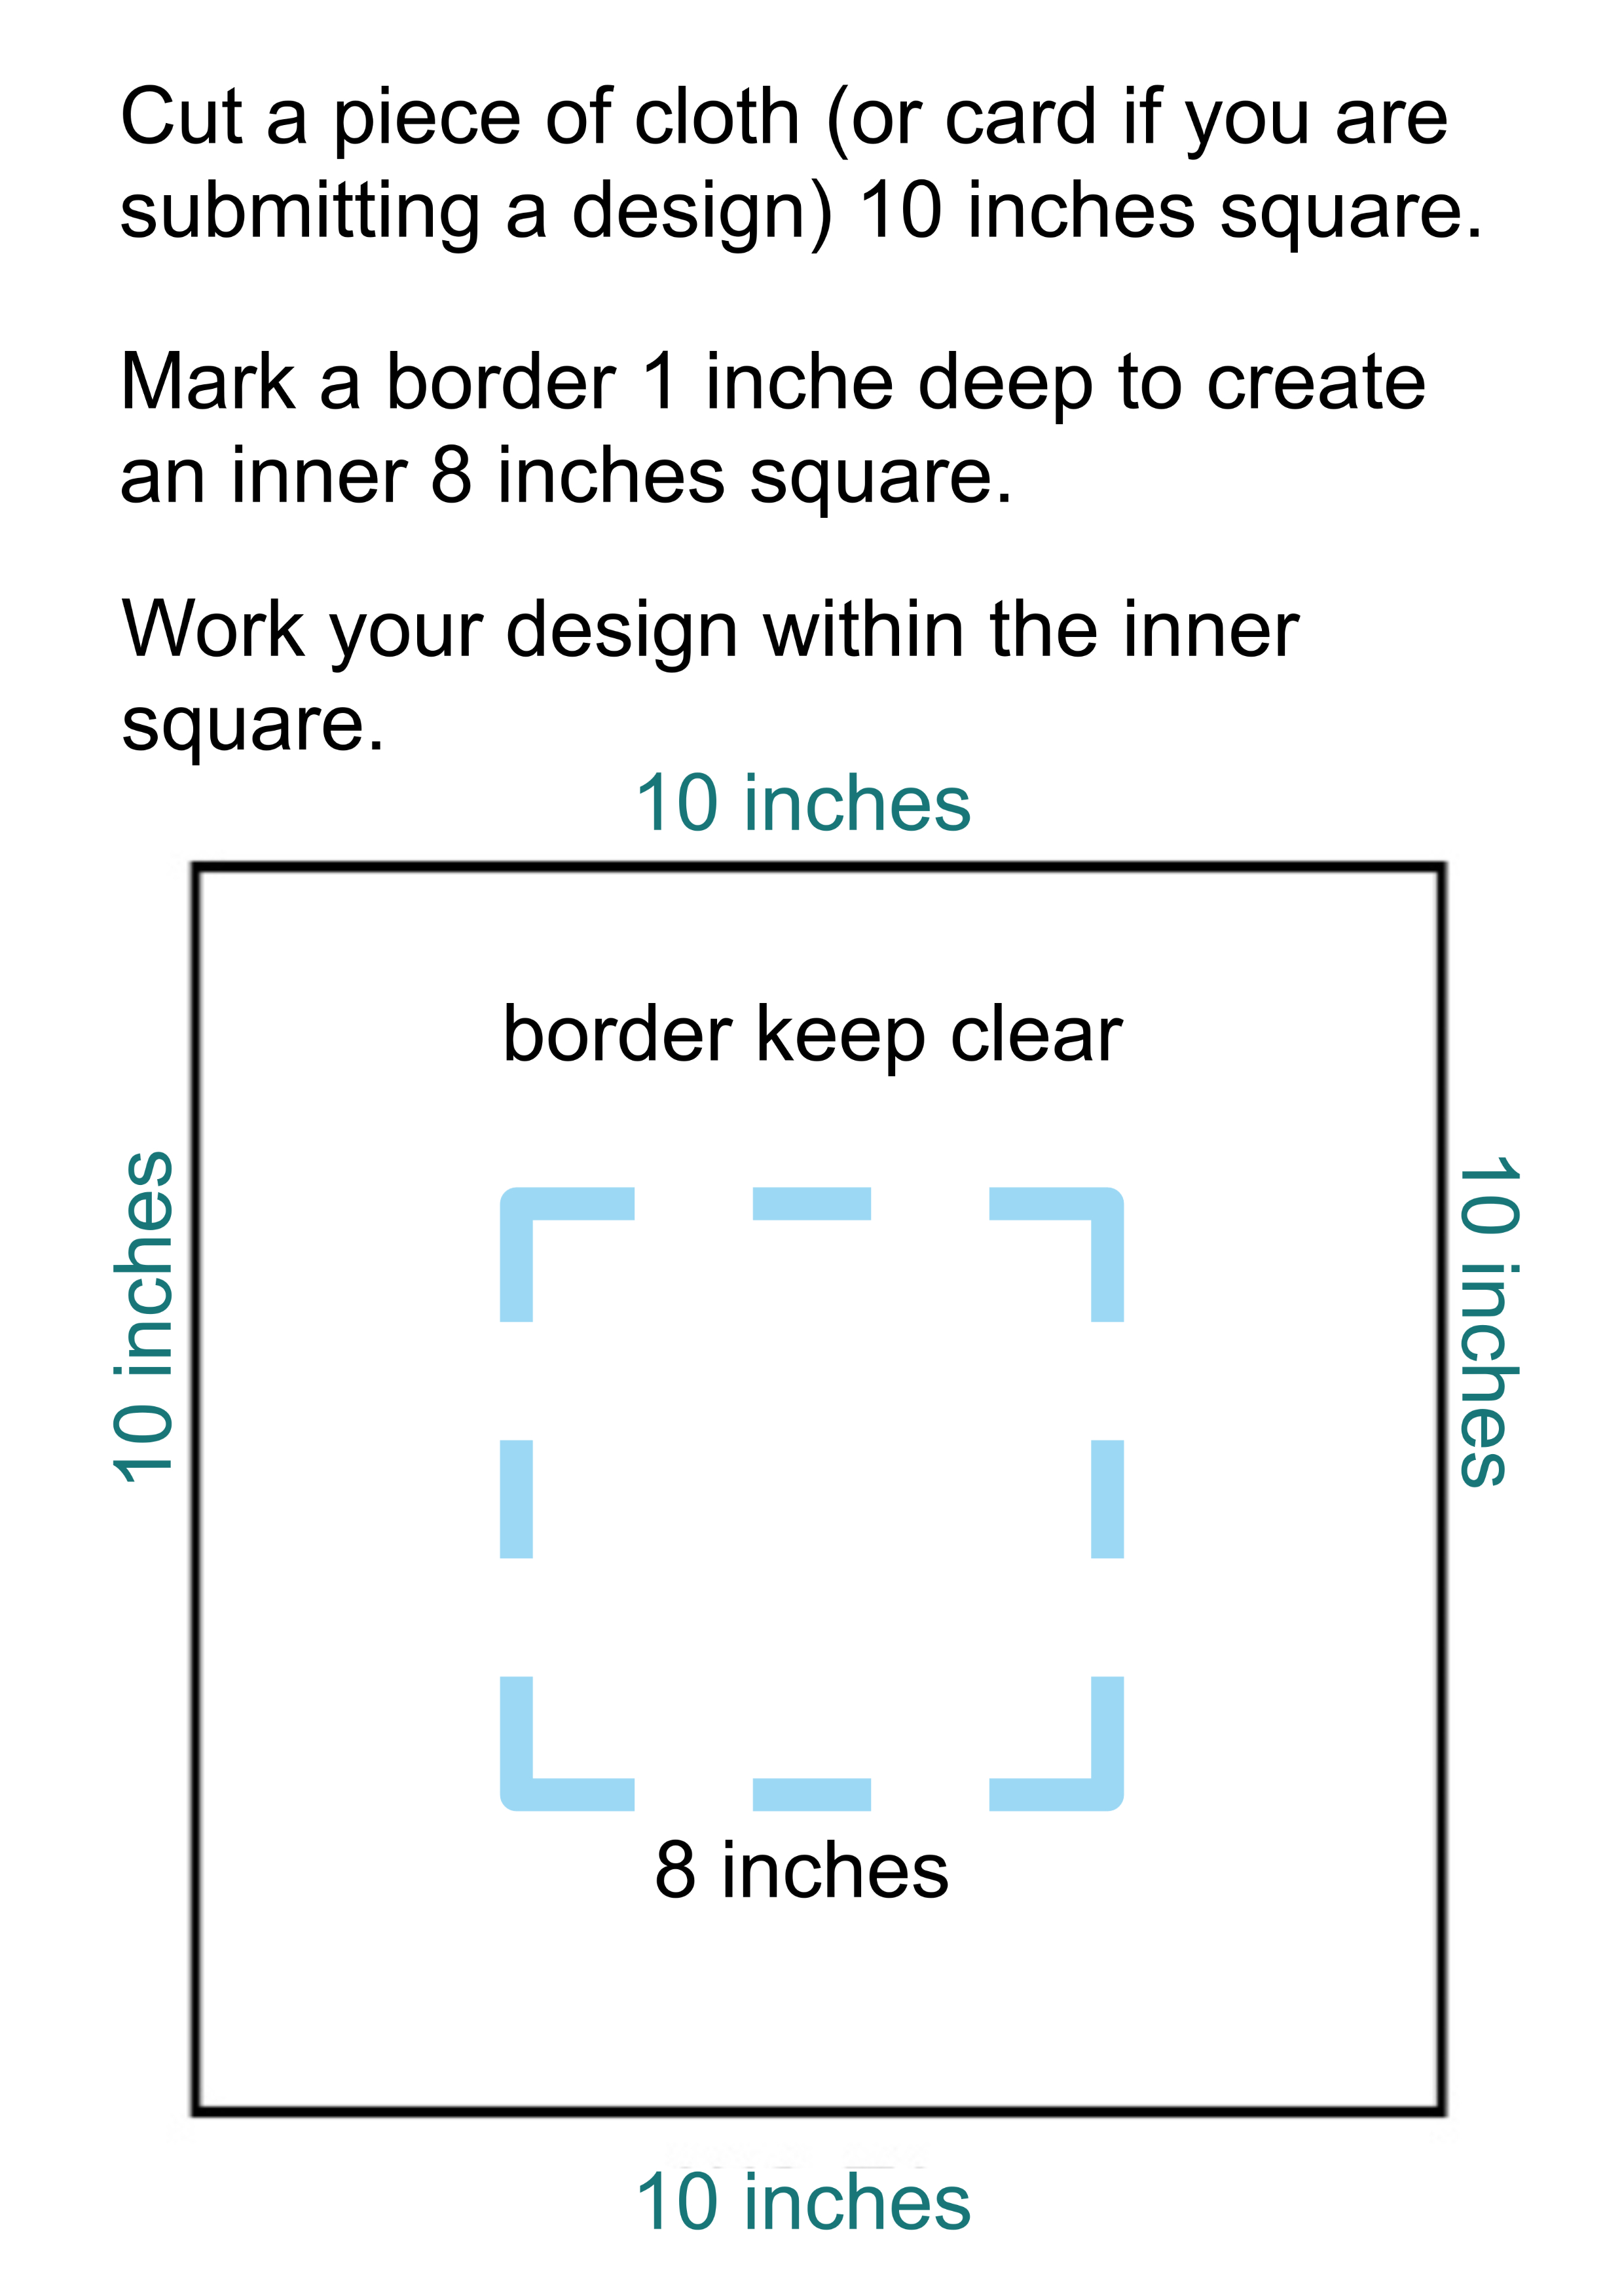 Cut a piece of cloth (or card if you are
submitting a design) 10 inches square.
Mark a border 1 inche deep to create
an inner 8 inches square.
Work your design within the inner
square.
10 inches
border keep clear
10 inches
10 inches
8 inches
10 inches